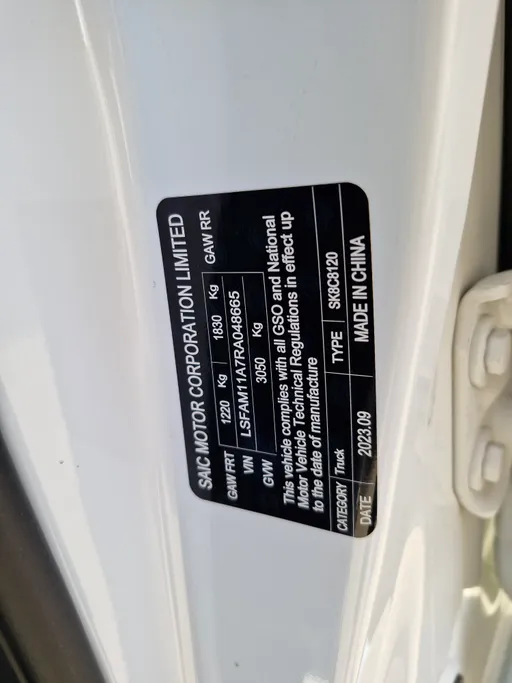 SAIC MOTOR CORPORATION LIMITED
GAW FRT 1220 Kg 1830 Kg GAW RR
VIN LSFAM11A7RA048665
GVW 3050 Kg
This vehicle complies with all GSO and National
Motor Vehicle Technical Regulations in effect up
to the date of manufacture
CATEGORY Truck TYPE SK8C8120
DATE 2023.09 MADE IN CHINA